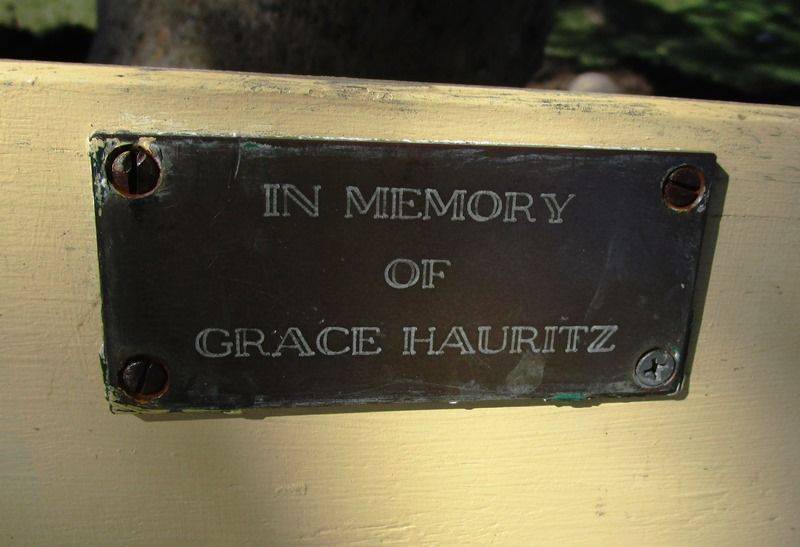 IN MEMORY
OF
GRACE HAURITZ